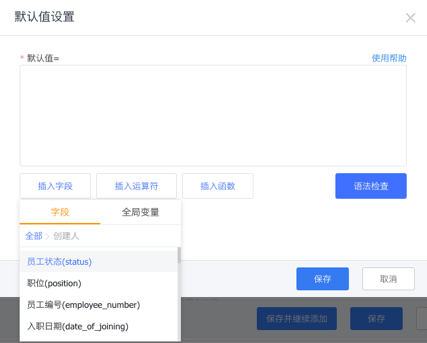 默认值设置
* 默认值=
使用帮助
插入字段
插入运算符
插入函数
语法检查
字段
全局变量
全部 > 创建人
员工状态(status)
职位(position)
员工编号(employee_number)
入职日期(date_of_joining)
保存
取消
保存并继续添加
保存